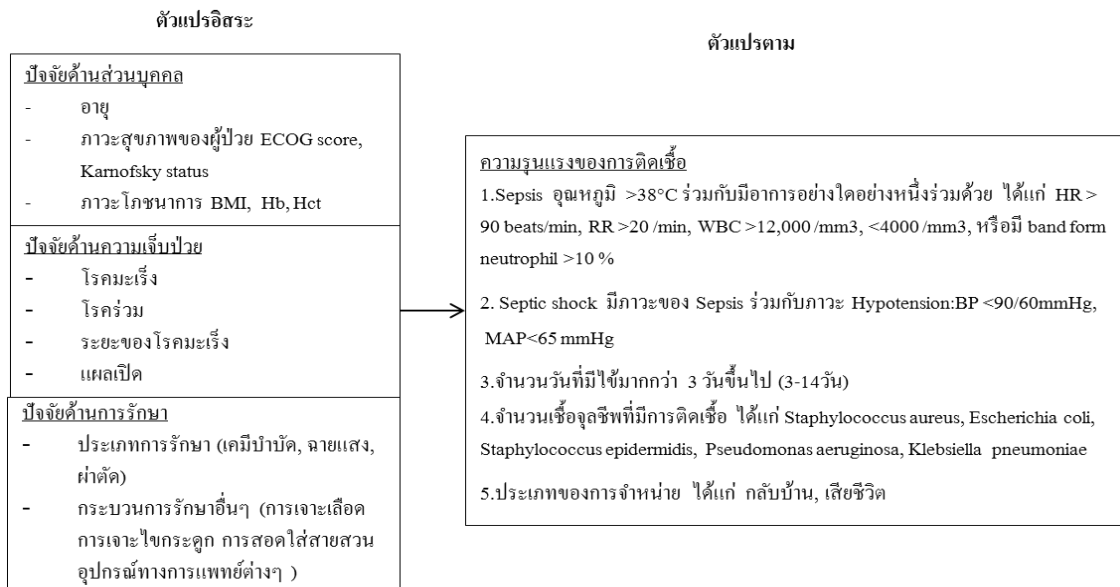 ตัวแปรอิสระ
ปัจจัยด้านส่วนบุคคล
- อายุ
- ภาวะสุขภาพของผู้ป่วย ECOG score,
Karnofsky status
- ภาวะโภชนาการ BMI, Hb, Hct
ปัจจัยด้านความเจ็บป่วย
- โรคมะเร็ง
- โรคร่วม
- ระยะของโรคมะเร็ง
- แผลเปิด
ปัจจัยด้านการรักษา
- ประเภทการรักษา (เคมีบำบัด, ฉายแสง,
ผ่าตัด)
- กระบวนการรักษาอื่นๆ (การเจาะเลือด
การเจาะไขกระดูก การสอดใส่สายสวน
อุปกรณ์ทางการแพทย์ต่างๆ )
ตัวแปรตาม
ความรุนแรงของการติดเชื้อ
1.Sepsis อุณหภูมิ >38°C ร่วมกับมีอาการอย่างใดอย่างหนึ่งร่วมด้วย ได้แก่ HR >
90 beats/min, RR >20 /min, WBC >12,000 /mm3, <4000 /mm3, หรือมี band form
neutrophil >10 %
2. Septic shock มีภาวะของ Sepsis ร่วมกับภาวะ Hypotension:BP <90/60mmHg,
MAP<65 mmHg
3.จำนวนวันที่มีไข้มากกว่า 3 วันขึ้นไป (3-14วัน)
4.จำนวนเชื้อจุลชีพที่มีการติดเชื้อ ได้แก่ Staphylococcus aureus, Escherichia coli,
Staphylococcus epidermidis, Pseudomonas aeruginosa, Klebsiella pneumoniae
5.ประเภทของการจำหน่าย ได้แก่ กลับบ้าน, เสียชีวิต